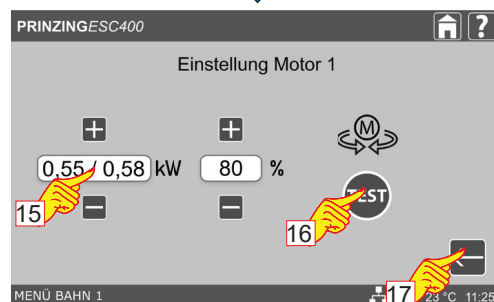 PRINZINGESC400 ?
Einstellung Motor 1
+ +
M
0,55 / 0,58 kW 80 %
TEST
15 − −
16
17
MENÜ BAHN 1 23 °C 11:25